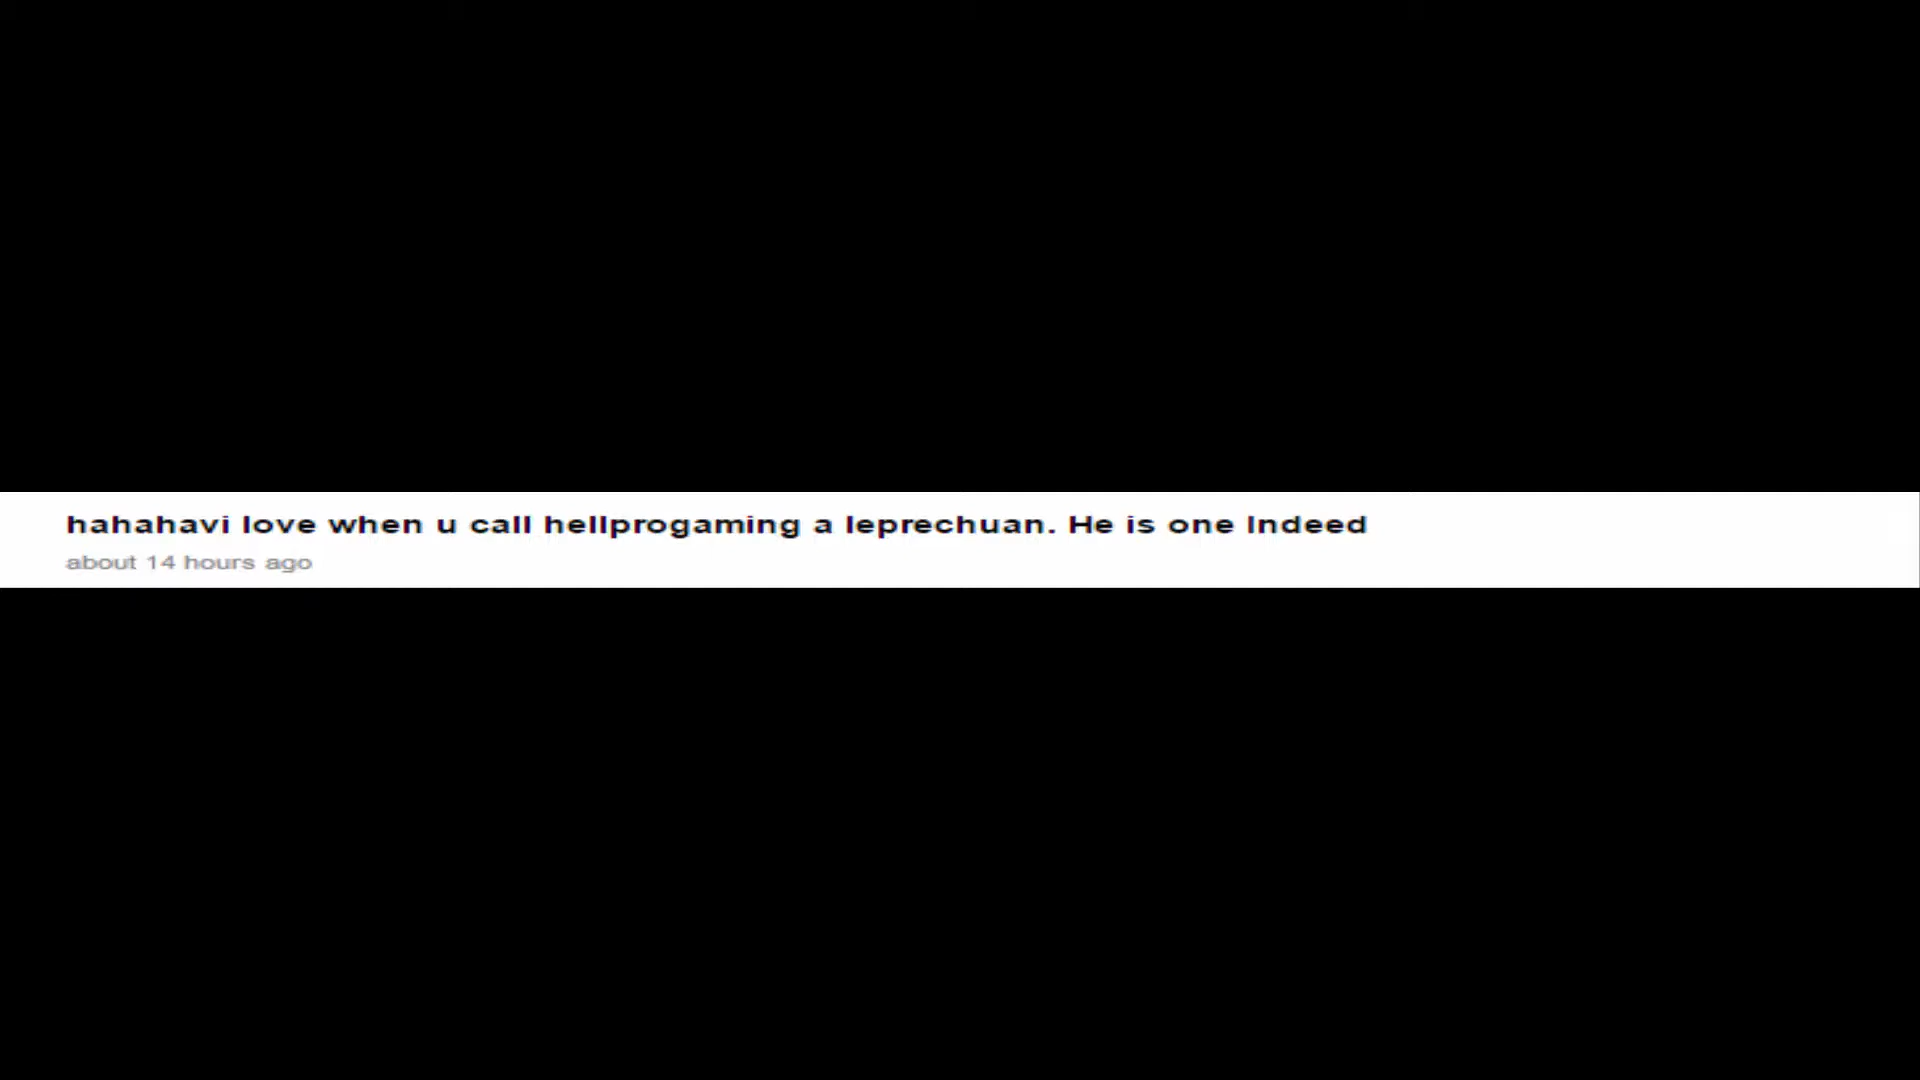 hahahavi love when u call hellprogaming a leprechuan. He is one Indeed
about 14 hours ago